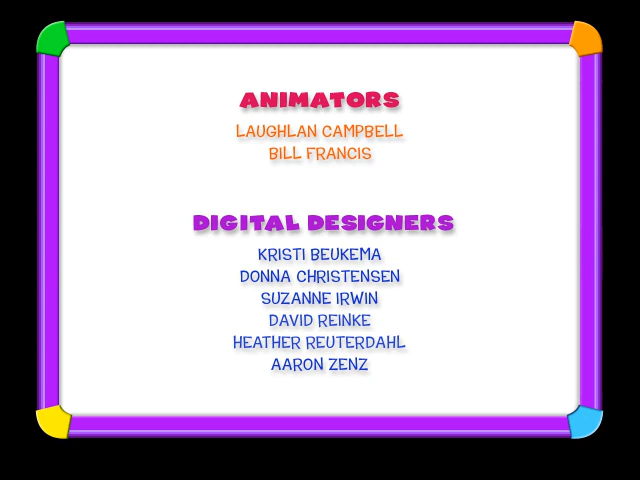 ANIMATORS
LAUGHLAN CAMPBELL
BILL FRANCIS
DIGITAL DESIGNERS
KRISTI BEUKEMA
DONNA CHRISTENSEN
SUZANNE IRWIN
DAVID REINKE
HEATHER REUTERDAHL
AARON ZENZ